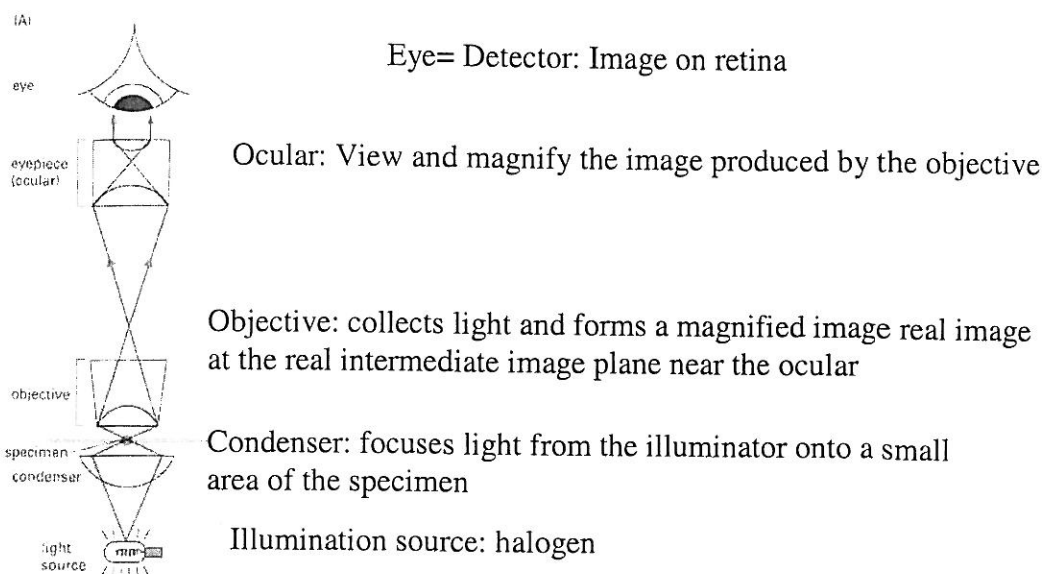 (A)
Eye= Detector: Image on retina
eye
Ocular: View and magnify the image produced by the objective
eyepiece
(ocular)
Objective: collects light and forms a magnified image real image
at the real intermediate image plane near the ocular
objective
Condenser: focuses light from the illuminator onto a small
area of the specimen
specimen
condenser
Illumination source: halogen
light
source